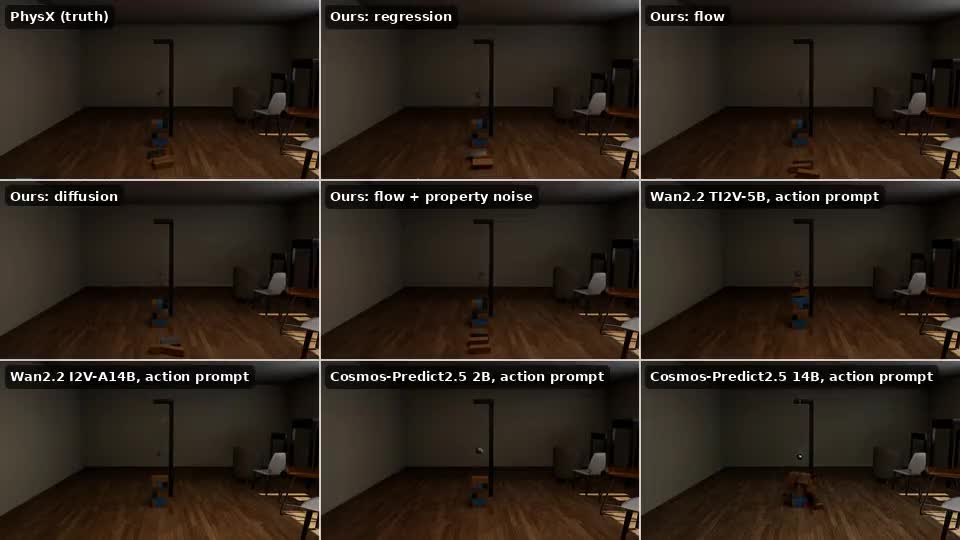 PhysX (truth)
Ours: regression
Ours: flow
Ours: diffusion
Ours: flow + property noise
Wan2.2 TI2V-5B, action prompt
Wan2.2 I2V-A14B, action prompt
Cosmos-Predict2.5 2B, action prompt
Cosmos-Predict2.5 14B, action prompt